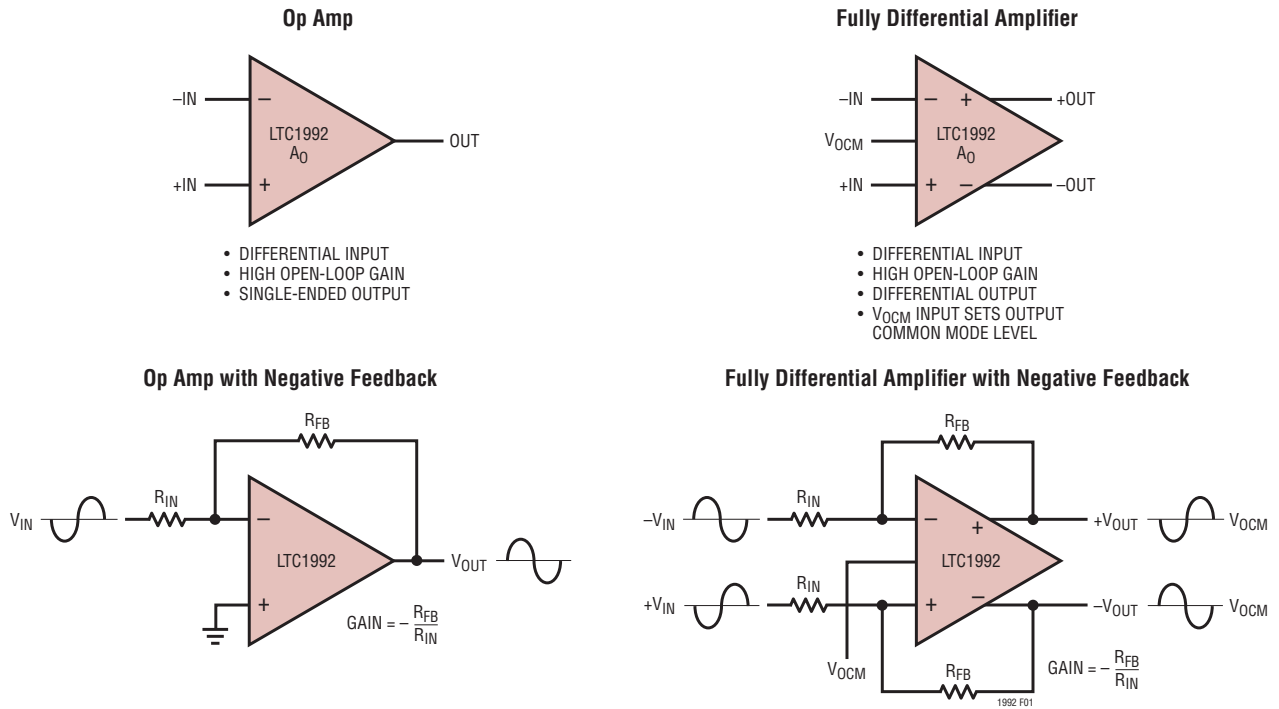 Op Amp
–IN
–
LTC1992
AO
OUT
+IN
+
• DIFFERENTIAL INPUT
• HIGH OPEN-LOOP GAIN
• SINGLE-ENDED OUTPUT
Fully Differential Amplifier
–IN
– +
+OUT
VOCM
LTC1992
AO
+IN
+ –
–OUT
• DIFFERENTIAL INPUT
• HIGH OPEN-LOOP GAIN
• DIFFERENTIAL OUTPUT
• VOCM INPUT SETS OUTPUT
COMMON MODE LEVEL
Op Amp with Negative Feedback
RFB
RIN
VIN
–
LTC1992
VOUT
+
GAIN = – RFB
RIN
Fully Differential Amplifier with Negative Feedback
RFB
RIN
–VIN
– +
+VOUT
VOCM
LTC1992
RIN
+VIN
+ –
–VOUT
VOCM
VOCM
RFB
GAIN = – RFB
RIN
1992 F01